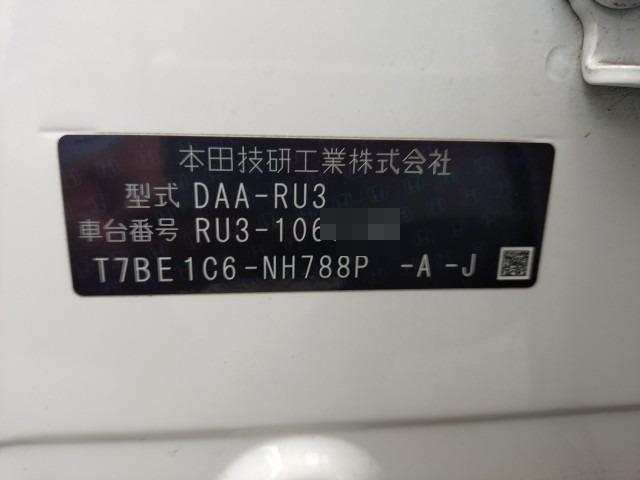 本田技研工業株式会社
型式 DAA-RU3
車台番号 RU3-106
T7BE1C6-NH788P -A -J